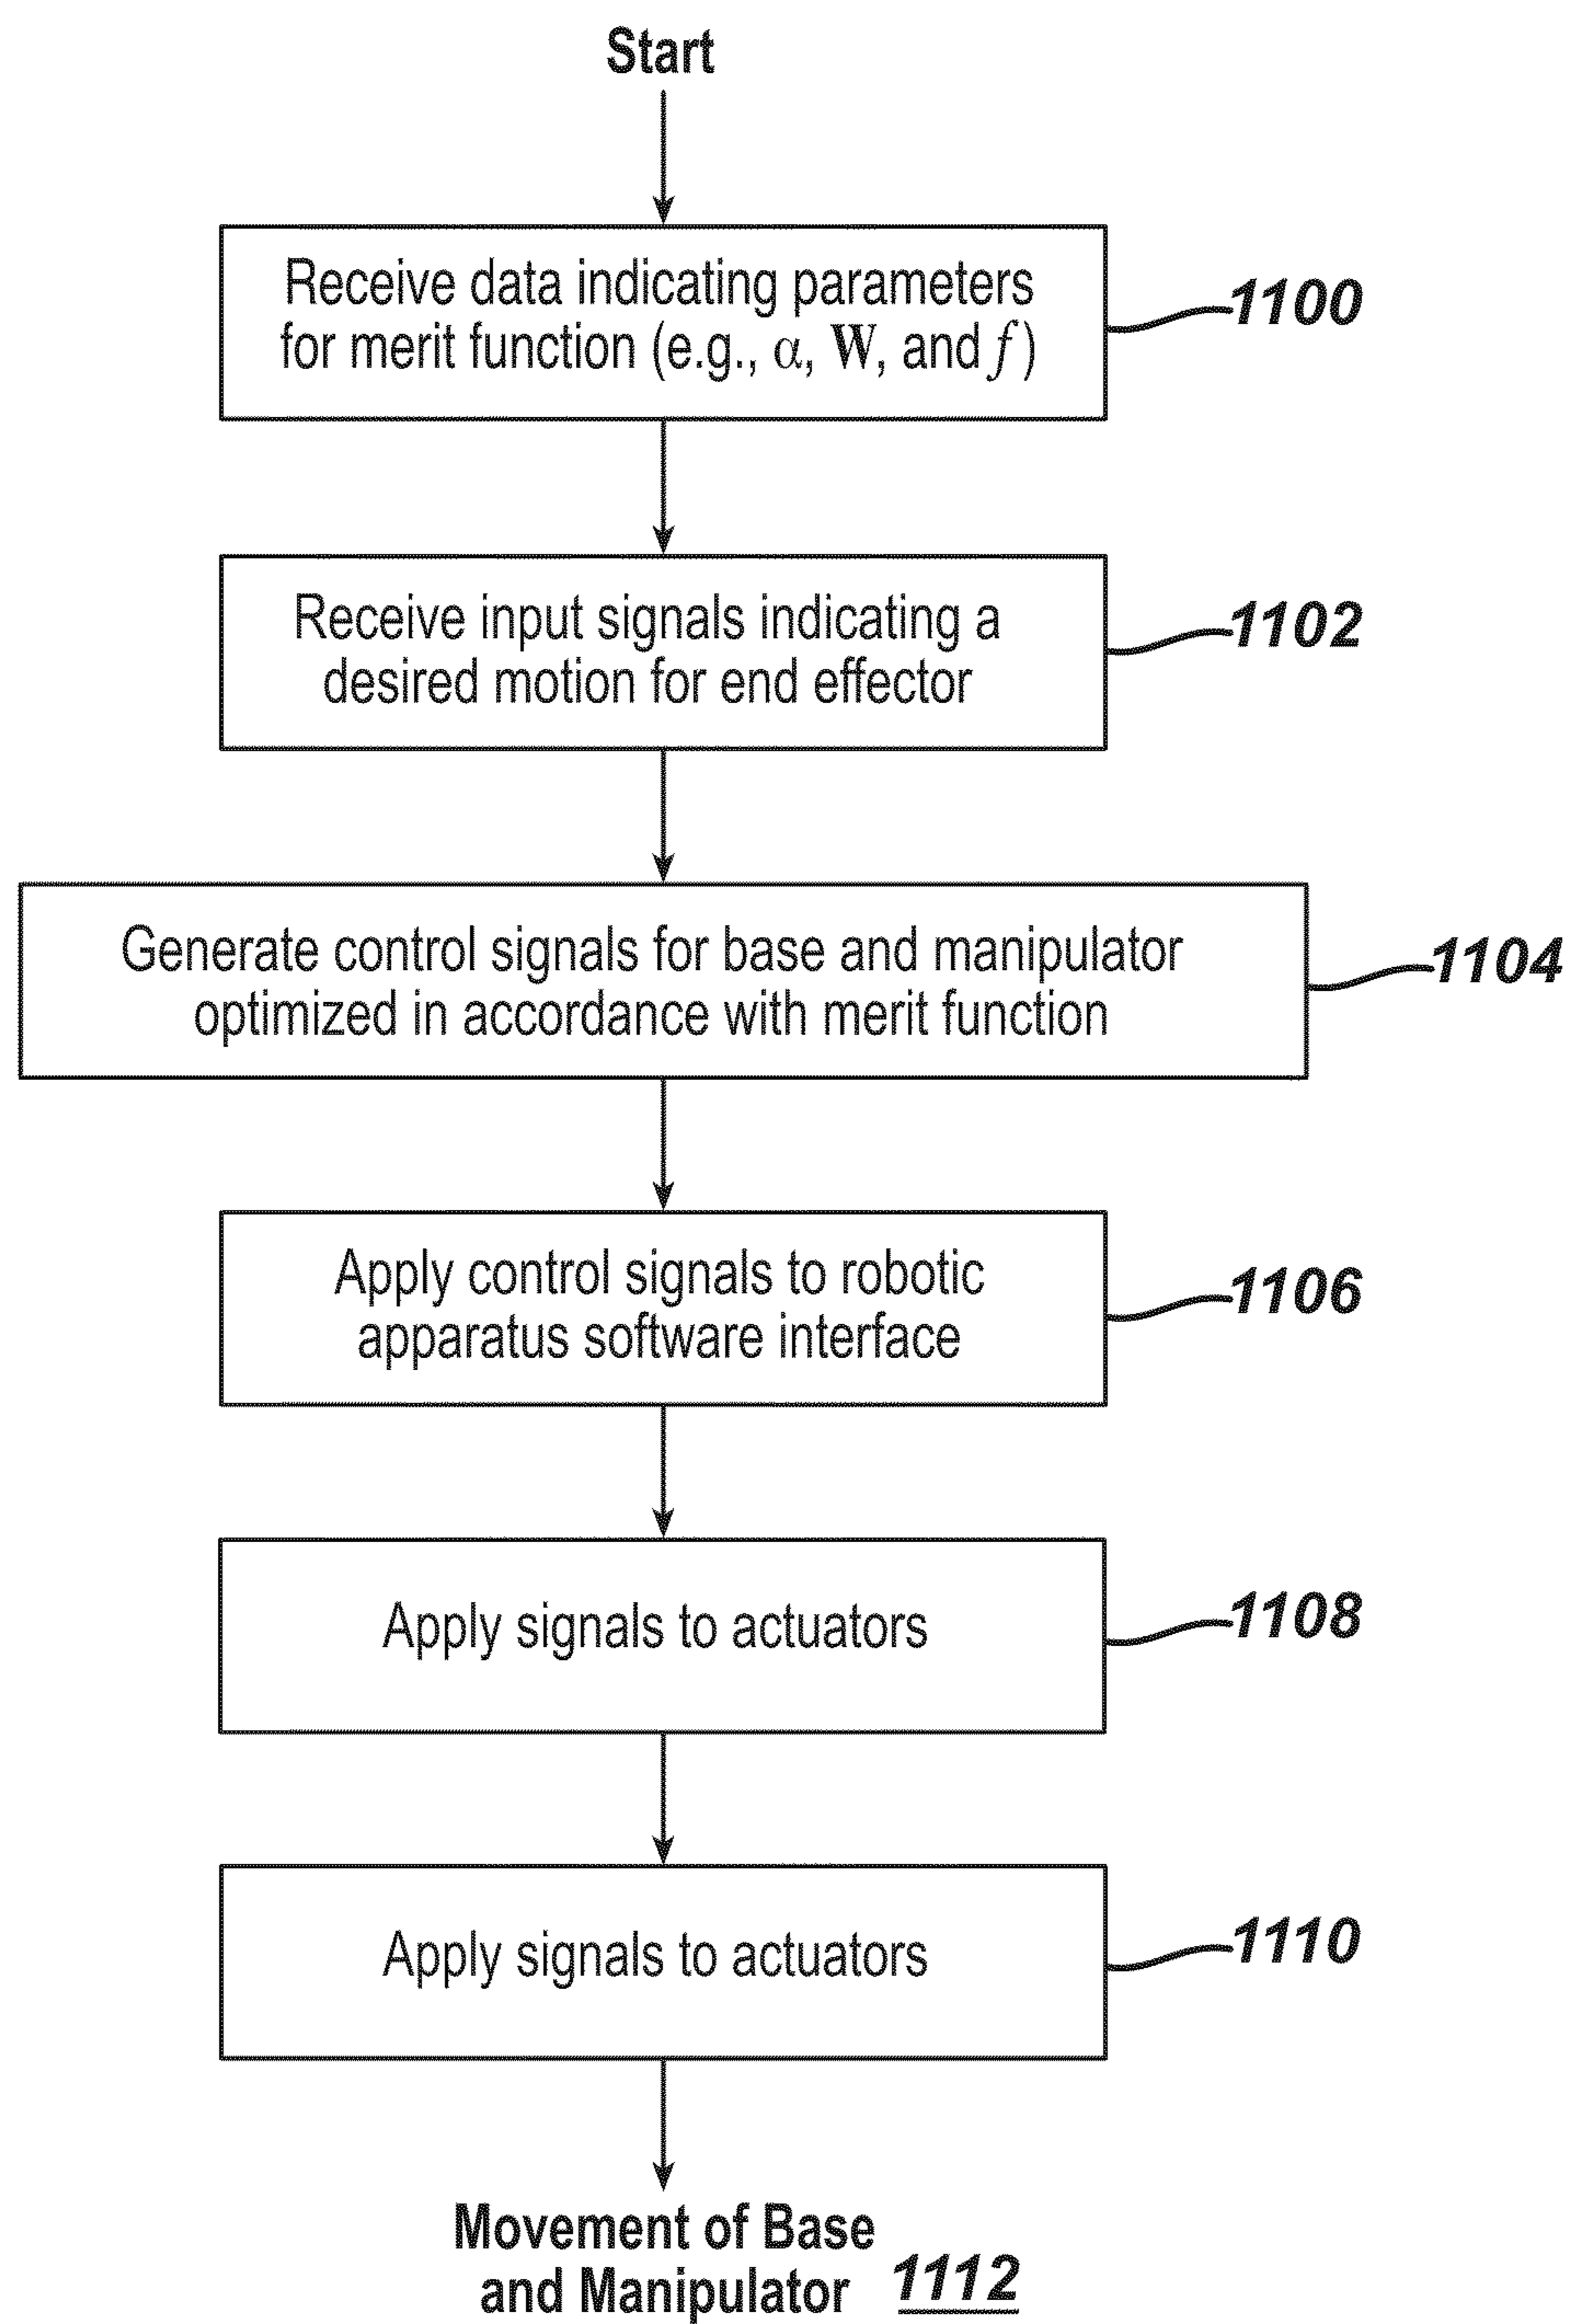 Start
Receive data indicating parameters
for merit function (e.g., α, W, and f)
1100
Receive input signals indicating a
desired motion for end effector
1102
Generate control signals for base and manipulator
optimized in accordance with merit function
1104
Apply control signals to robotic
apparatus software interface
1106
Apply signals to actuators
1108
Apply signals to actuators
1110
Movement of Base
and Manipulator 1112